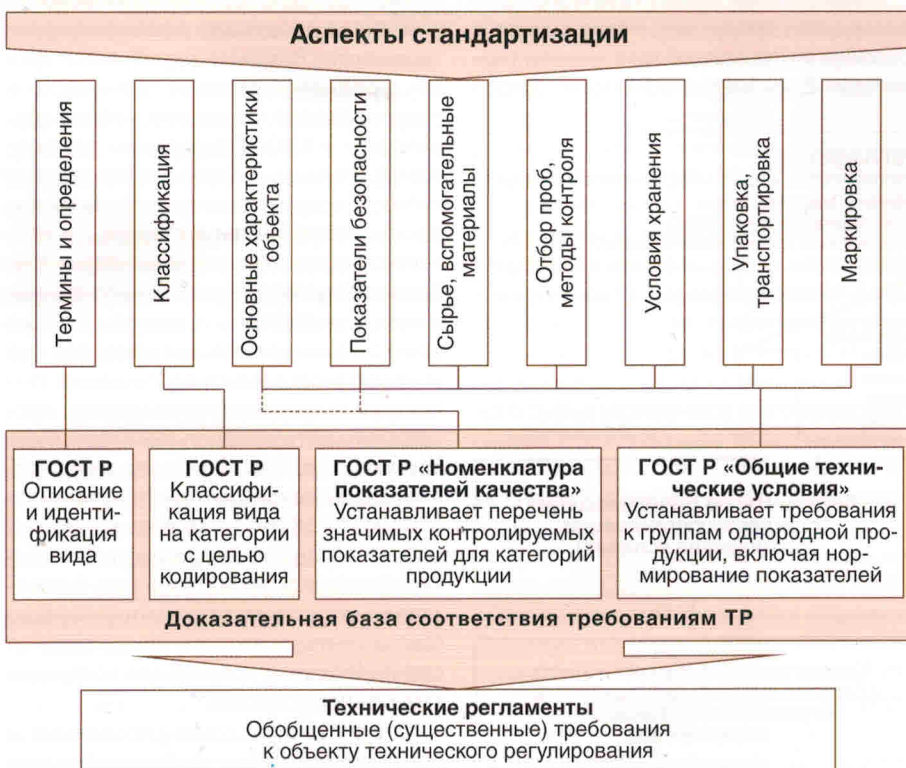 Аспекты стандартизации
Термины и определения
Классификация
Основные характеристики
объекта
Показатели безопасности
Сырье, вспомогательные
материалы
Отбор проб,
методы контроля
Условия хранения
Упаковка,
транспортировка
Маркировка
ГОСТ Р
Описание
и иденти-
фикация
вида
ГОСТ Р
Классифи-
кация вида
на категории
с целью
кодирования
ГОСТ Р «Номенклатура
показателей качества»
Устанавливает перечень
значимых контролируемых
показателей для категорий
продукции
ГОСТ Р «Общие техни-
ческие условия»
Устанавливает требования
к группам однородной про-
дукции, включая нор-
мирование показателей
Доказательная база соответствия требованиям ТР
Технические регламенты
Обобщенные (существенные) требования
к объекту технического регулирования